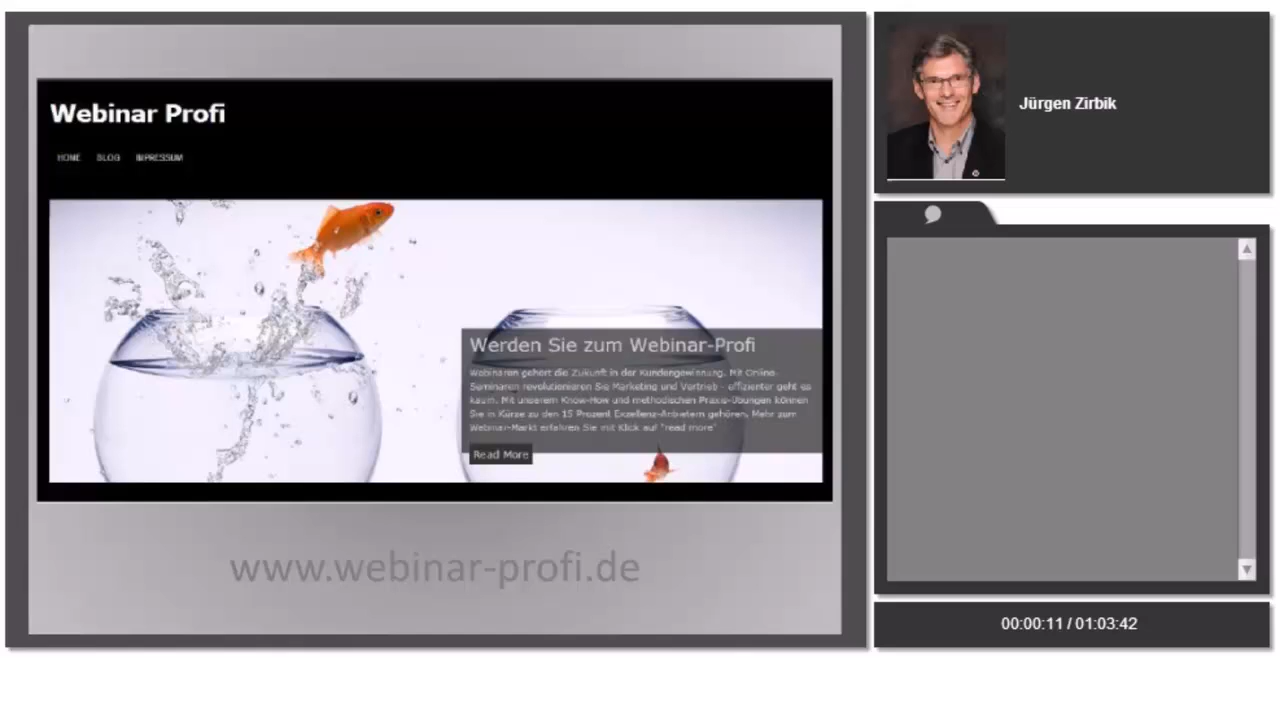 Webinar Profi
HOME BLOG IMPRESSUM
Werden Sie zum Webinar-Profi
Webinaren gehört die Zukunft in der Kundengewinnung. Mit Online-
Seminaren revolutionieren Sie Marketing und Vertrieb - effizienter geht es
kaum. Mit unserem Know-How und methodischen Praxis-Übungen können
Sie in Kürze zu den 15 Prozent Exzellenz-Anbietern gehören. Mehr zum
Webinar-Markt erfahren Sie mit Klick auf "read more"
Read More
www.webinar-profi.de
Jürgen Zirbik
00:00:11 / 01:03:42